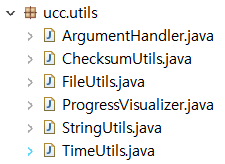 ucc.utils
ArgumentHandler.java
ChecksumUtils.java
FileUtils.java
ProgressVisualizer.java
StringUtils.java
TimeUtils.java